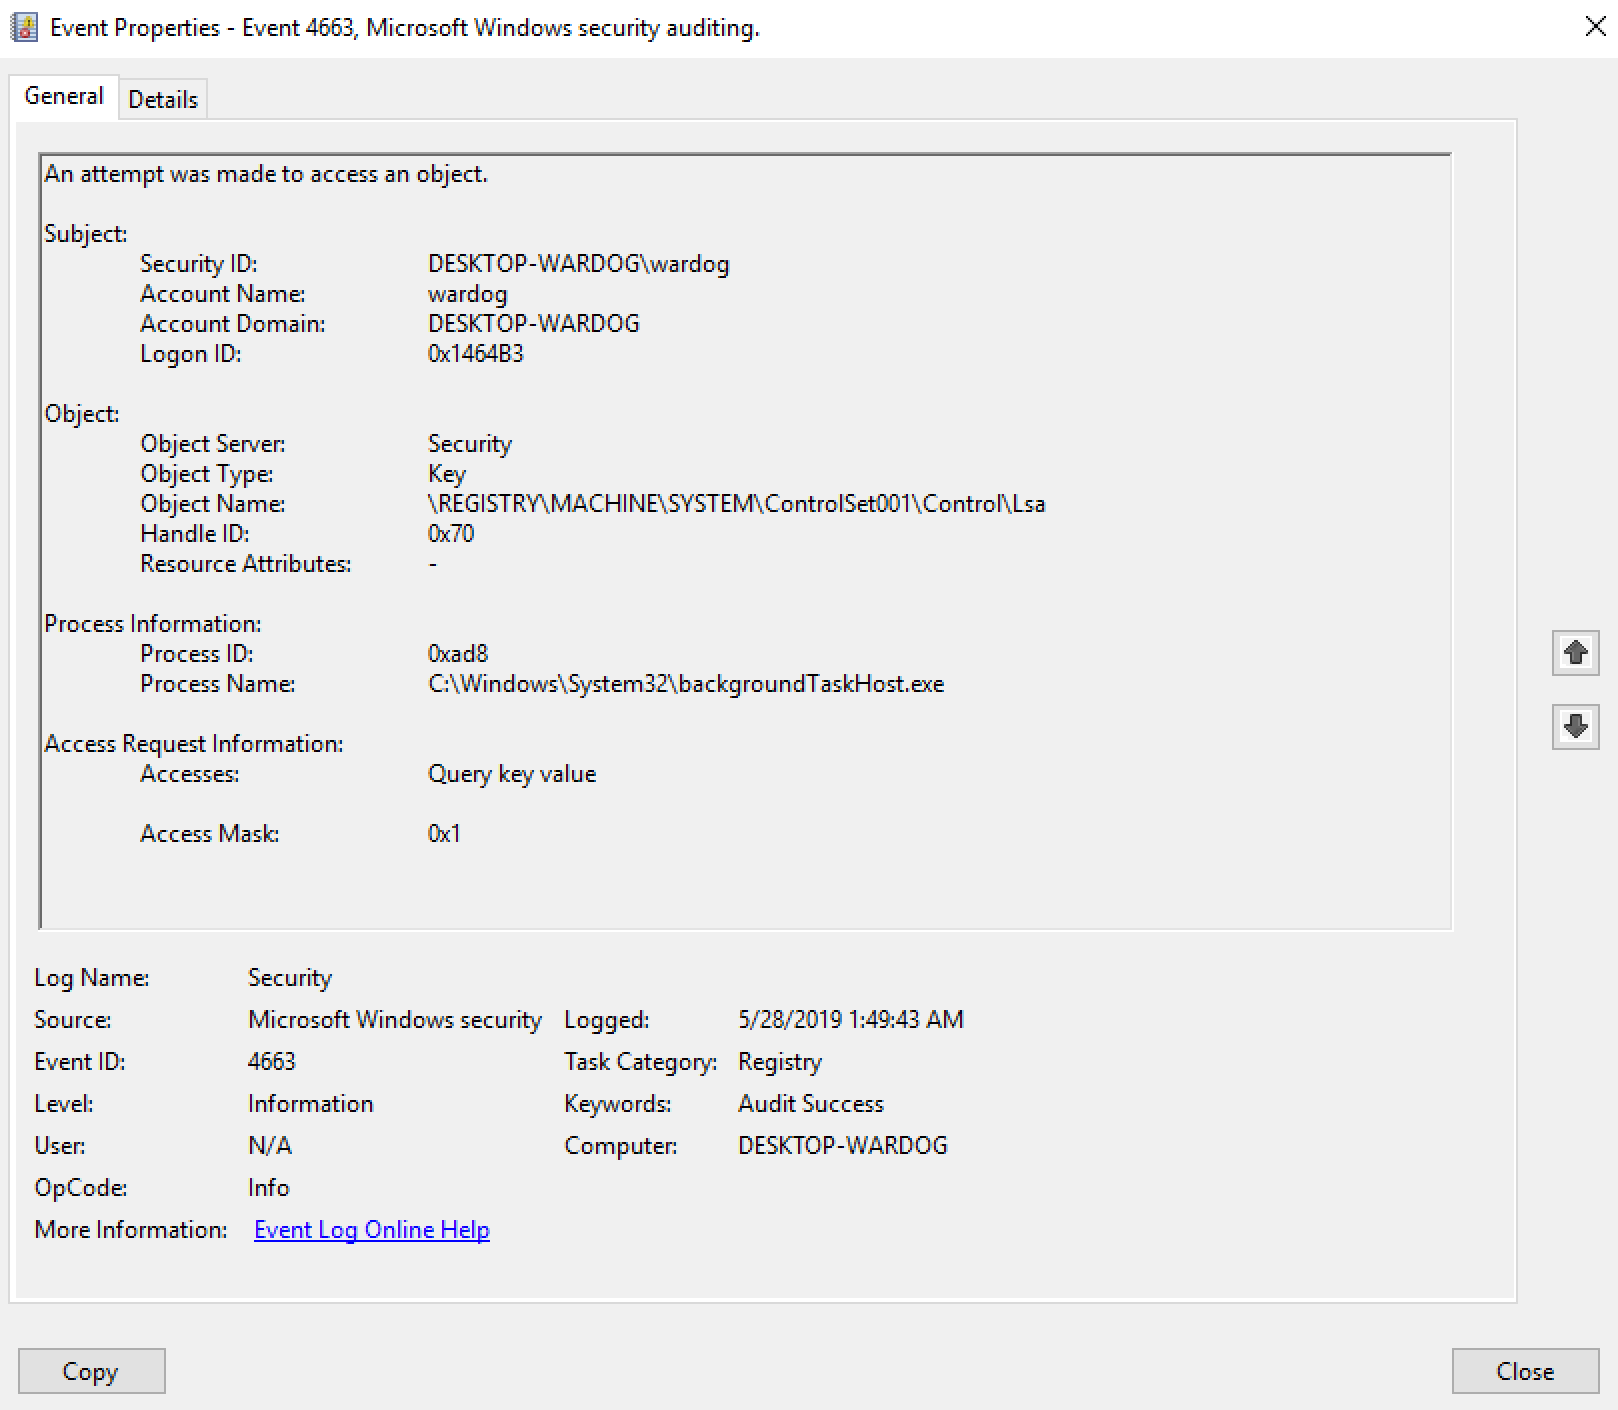 Event Properties - Event 4663, Microsoft Windows security auditing.
General Details
An attempt was made to access an object.
Subject:
Security ID: DESKTOP-WARDOG\wardog
Account Name: wardog
Account Domain: DESKTOP-WARDOG
Logon ID: 0x1464B3
Object:
Object Server: Security
Object Type: Key
Object Name: \REGISTRY\MACHINE\SYSTEM\ControlSet001\Control\Lsa
Handle ID: 0x70
Resource Attributes: -
Process Information:
Process ID: 0xad8
Process Name: C:\Windows\System32\backgroundTaskHost.exe
Access Request Information:
Accesses: Query key value
Access Mask: 0x1
Log Name: Security
Source: Microsoft Windows security Logged: 5/28/2019 1:49:43 AM
Event ID: 4663 Task Category: Registry
Level: Information Keywords: Audit Success
User: N/A Computer: DESKTOP-WARDOG
OpCode: Info
More Information: Event Log Online Help
Copy Close